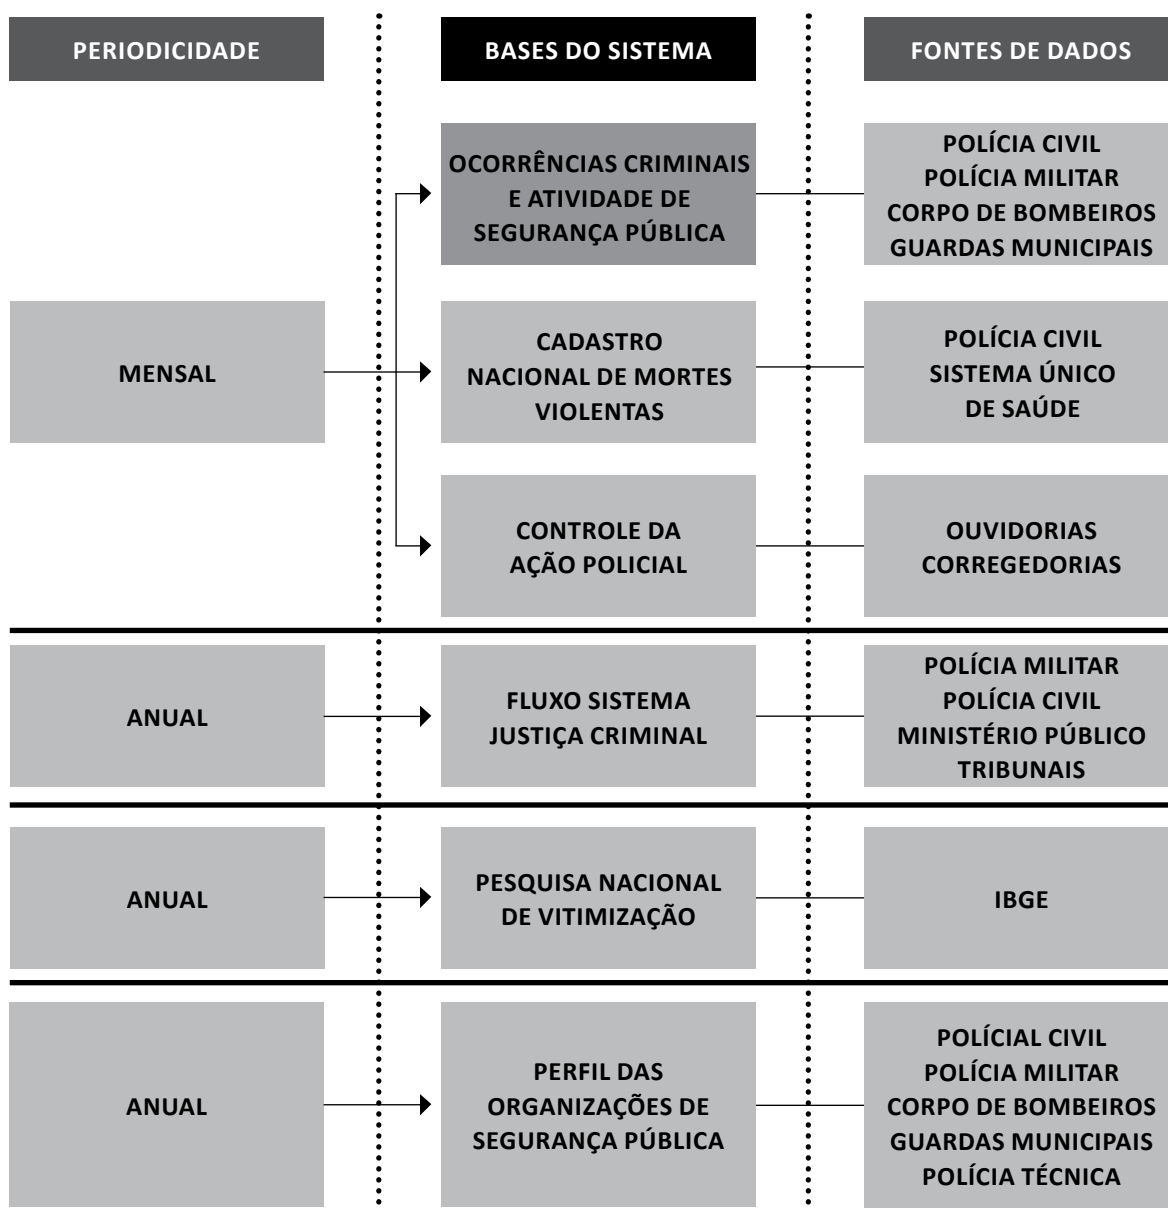 PERIODICIDADE
BASES DO SISTEMA
FONTES DE DADOS
MENSAL
OCORRÊNCIAS CRIMINAIS
E ATIVIDADE DE
SEGURANÇA PÚBLICA
POLÍCIA CIVIL
POLÍCIA MILITAR
CORPO DE BOMBEIROS
GUARDAS MUNICIPAIS
CADASTRO
NACIONAL DE MORTES
VIOLENTAS
POLÍCIA CIVIL
SISTEMA ÚNICO
DE SAÚDE
CONTROLE DA
AÇÃO POLICIAL
OUVIDORIAS
CORREGEDORIAS
ANUAL
FLUXO SISTEMA
JUSTIÇA CRIMINAL
POLÍCIA MILITAR
POLÍCIA CIVIL
MINISTÉRIO PÚBLICO
TRIBUNAIS
ANUAL
PESQUISA NACIONAL
DE VITIMIZAÇÃO
IBGE
ANUAL
PERFIL DAS
ORGANIZAÇÕES DE
SEGURANÇA PÚBLICA
POLÍCIAL CIVIL
POLÍCIA MILITAR
CORPO DE BOMBEIROS
GUARDAS MUNICIPAIS
POLÍCIA TÉCNICA